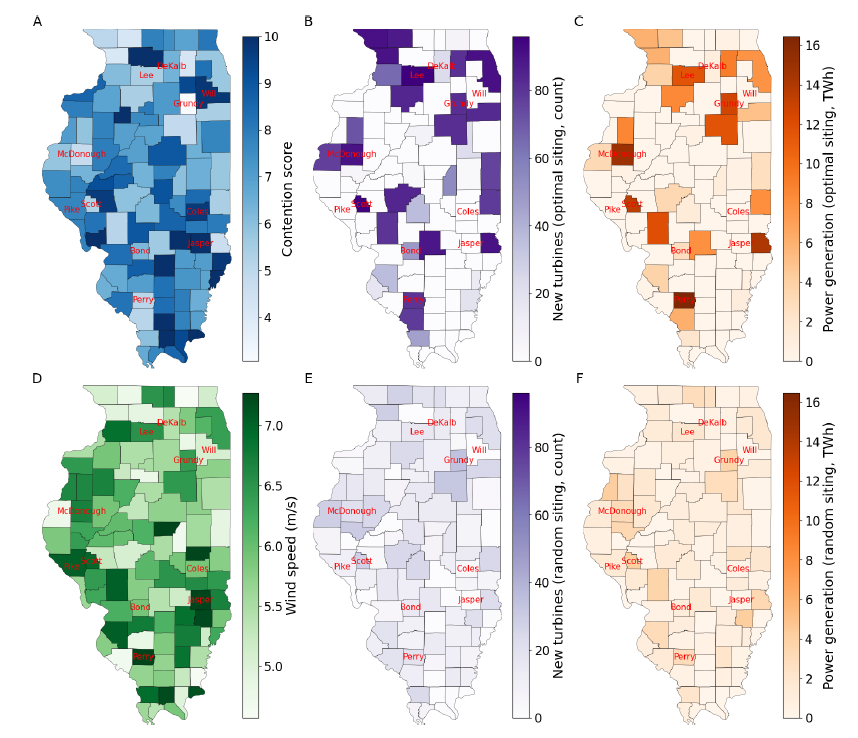 A
B
C
DeKalb
Lee
Will
Grundy
McDonough
Scott
Pike
Coles
Jasper
Bond
Perry
10
9
8
7
6
5
4
Contention score
DeKalb
Lee
Will
Grundy
McDonough
Scott
Pike
Coles
Jasper
Bond
Perry
80
60
40
20
0
New turbines (optimal siting, count)
DeKalb
Lee
Will
Grundy
McDonough
Scott
Pike
Coles
Jasper
Bond
Perry
16
14
12
10
8
6
4
2
0
Power generation (optimal siting, TWh)
D
E
F
DeKalb
Lee
Will
Grundy
McDonough
Scott
Pike
Coles
Jasper
Bond
Perry
7.0
6.5
6.0
5.5
5.0
Wind speed (m/s)
DeKalb
Lee
Will
Grundy
McDonough
Scott
Pike
Coles
Jasper
Bond
Perry
80
60
40
20
0
New turbines (random siting, count)
DeKalb
Lee
Will
Grundy
McDonough
Scott
Pike
Coles
Jasper
Bond
Perry
16
14
12
10
8
6
4
2
0
Power generation (random siting, TWh)